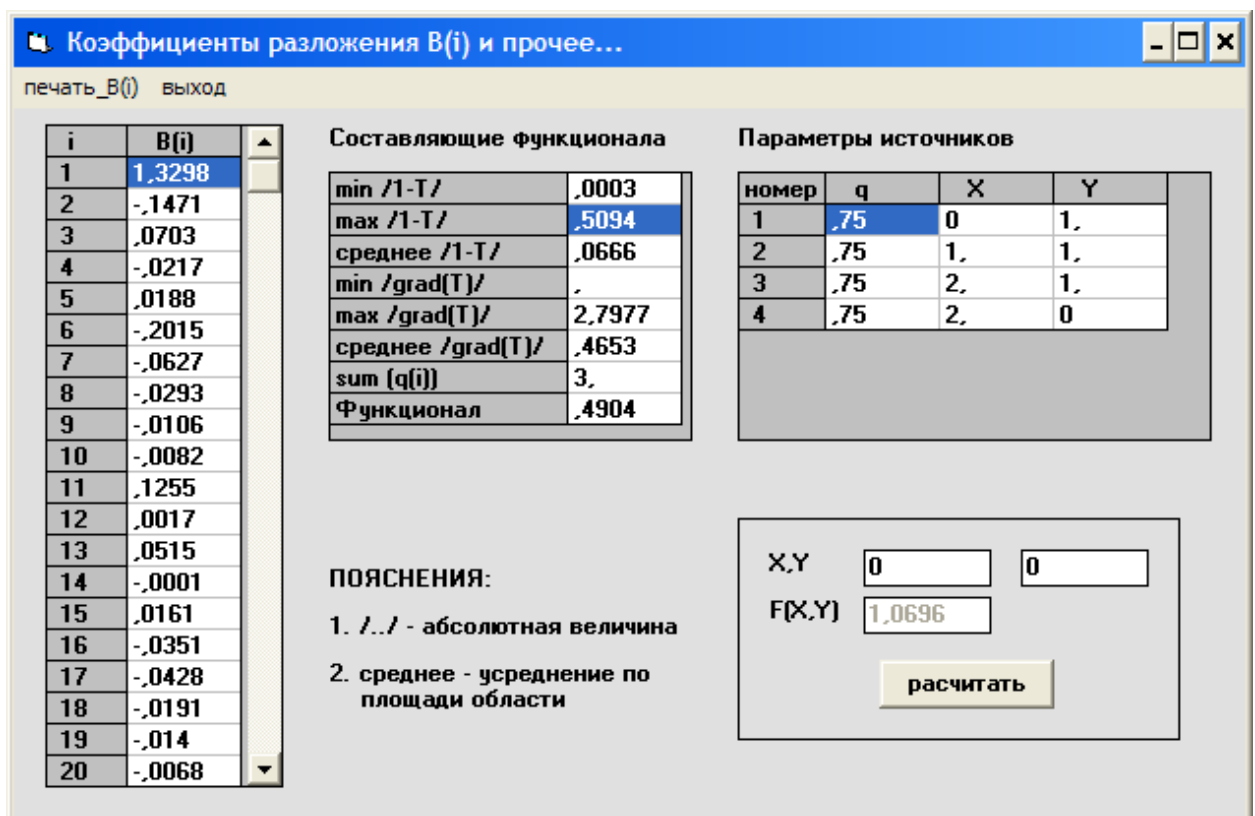 Коэффициенты разложения B(i) и прочее...
печать_B(i) выход
i B(i)
1 1,3298
2 -,1471
3 ,0703
4 -,0217
5 ,0188
6 -,2015
7 -,0627
8 -,0293
9 -,0106
10 -,0082
11 ,1255
12 ,0017
13 ,0515
14 -,0001
15 ,0161
16 -,0351
17 -,0428
18 -,0191
19 -,014
20 -,0068
Составляющие функционала
min /1-T/ ,0003
max /1-T/ ,5094
среднее /1-T/ ,0666
min /grad(T)/ ,
max /grad(T)/ 2,7977
среднее /grad(T)/ ,4653
sum (q(i)) 3,
Функционал ,4904
Параметры источников
номер q X Y
1 ,75 0 1,
2 ,75 1, 1,
3 ,75 2, 1,
4 ,75 2, 0
ПОЯСНЕНИЯ:
1. /../ - абсолютная величина
2. среднее - усреднение по
площади области
X,Y 0 0
F(X,Y) 1,0696
расчитать